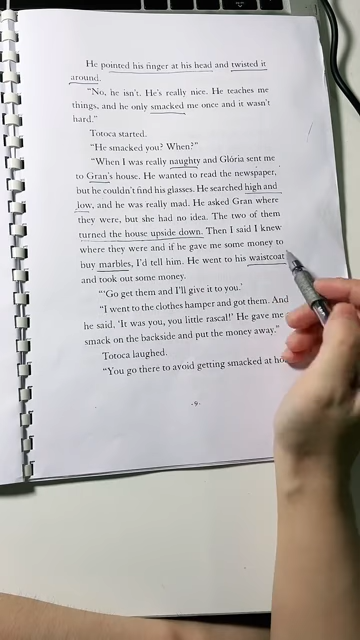 He pointed his finger at his head and twisted it
around.
"No, he isn't. He's really nice. He teaches me
things, and he only smacked me once and it wasn't
hard."
Totoca started.
"He smacked you? When?"
"When I was really naughty and Glória sent me
to Gran's house. He wanted to read the newspaper,
but he couldn't find his glasses. He searched high and
low, and he was really mad. He asked Gran where
they were, but she had no idea. The two of them
turned the house upside down. Then I said I knew
where they were and if he gave me some money to
buy marbles, I'd tell him. He went to his waistcoat
and took out some money.
"'Go get them and I'll give it to you.'
"I went to the clothes hamper and got them. And
he said, 'It was you, you little rascal!' He gave me
smack on the backside and put the money away."
Totoca laughed.
"You go there to avoid getting smacked at
-9-